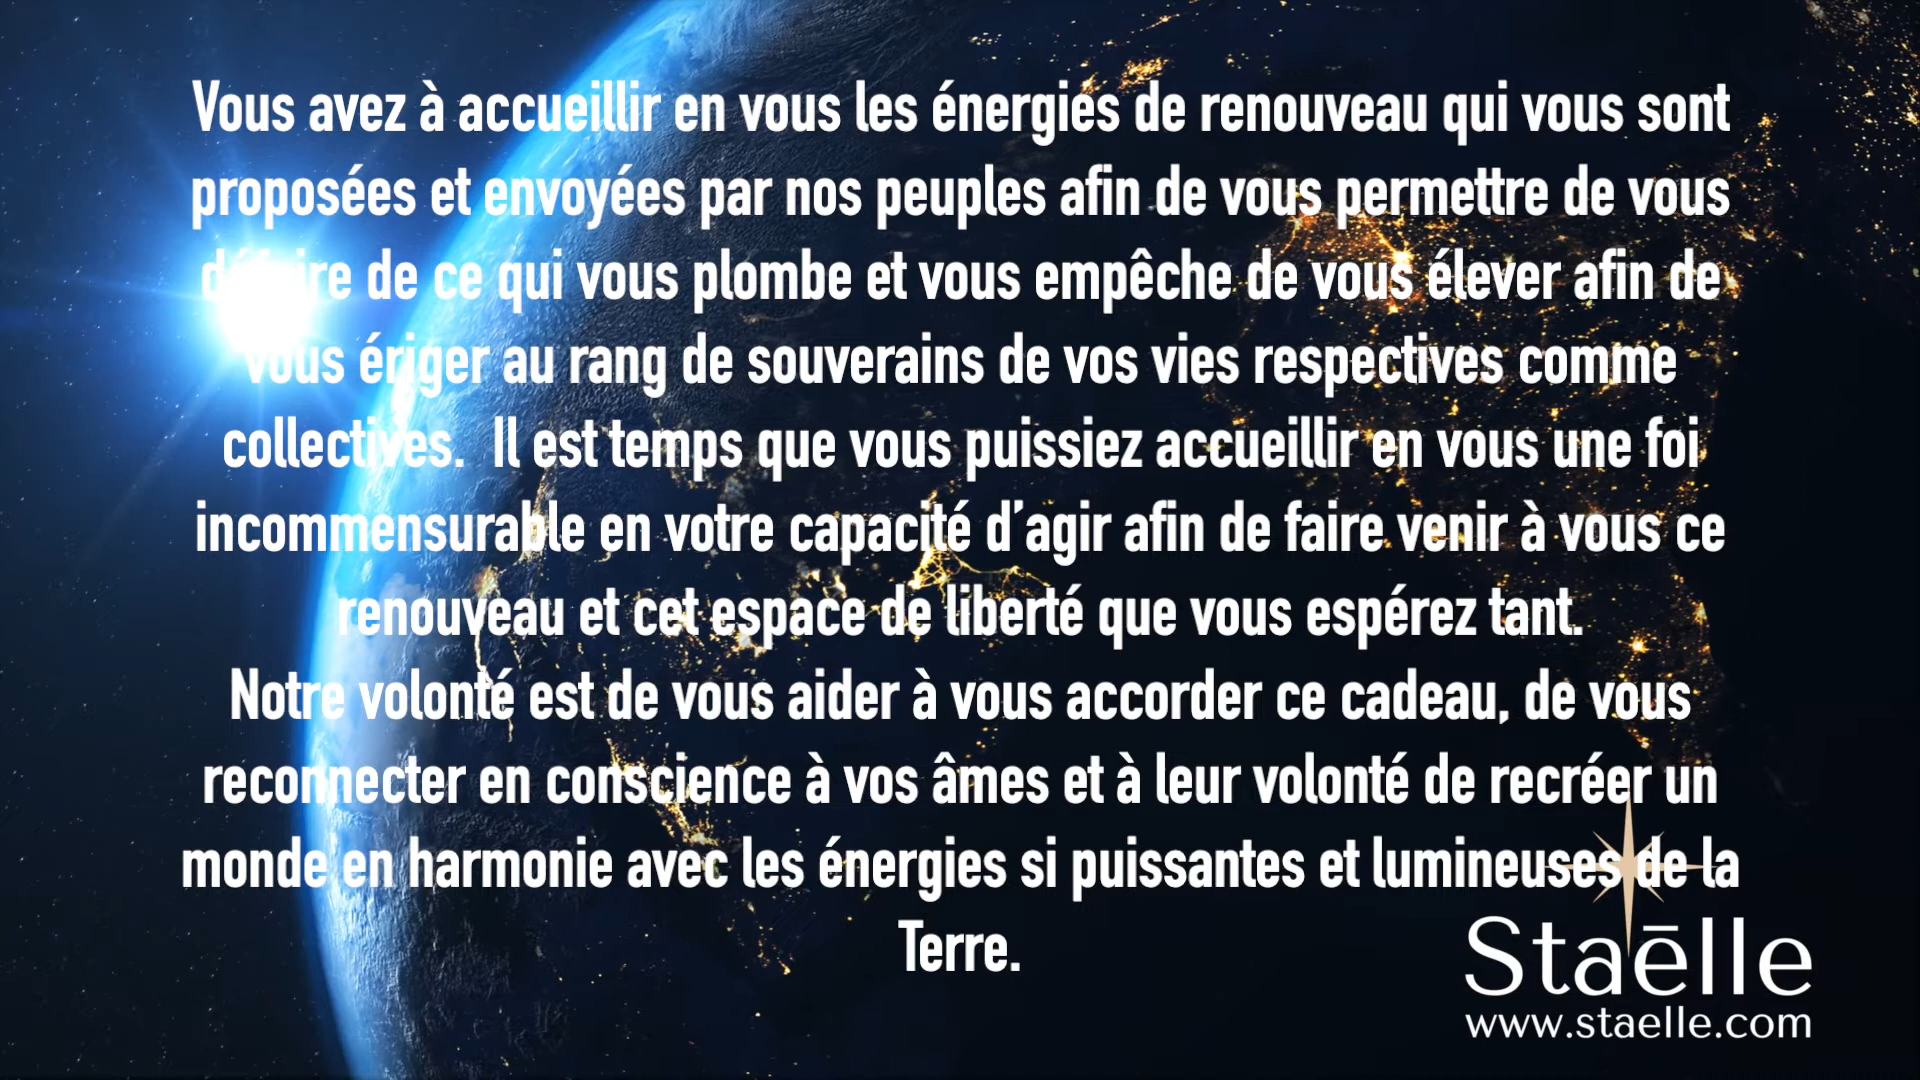 Vous avez à accueillir en vous les énergies de renouveau qui vous sont
proposées et envoyées par nos peuples afin de vous permettre de vous
défaire de ce qui vous plombe et vous empêche de vous élever afin de
vous ériger au rang de souverains de vos vies respectives comme
collectives.  Il est temps que vous puissiez accueillir en vous une foi
incommensurable en votre capacité d’agir afin de faire venir à vous ce
renouveau et cet espace de liberté que vous espérez tant.
Notre volonté est de vous aider à vous accorder ce cadeau, de vous
reconnecter en conscience à vos âmes et à leur volonté de recréer un
monde en harmonie avec les énergies si puissantes et lumineuses de la
Terre.
Staēlle
www.staelle.com